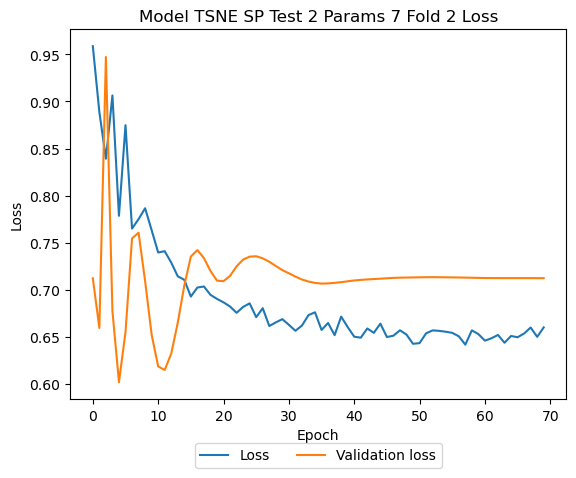 Model TSNE SP Test 2 Params 7 Fold 2 Loss
Loss
0.95
0.90
0.85
0.80
0.75
0.70
0.65
0.60
0 10 20 30 40 50 60 70
Epoch
Loss Validation loss